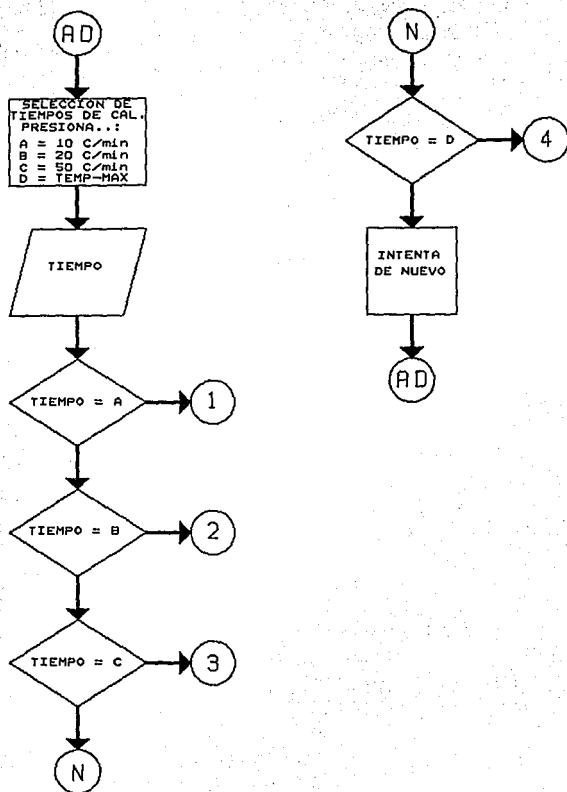 AD
SELECCION DE
TIEMPOS DE CAL.
PRESIONA..:
A = 10 C/min
B = 20 C/min
C = 50 C/min
D = TEMP-MAX
TIEMPO
TIEMPO = A
1
TIEMPO = B
2
TIEMPO = C
3
N
N
TIEMPO = D
4
INTENTA
DE NUEVO
AD